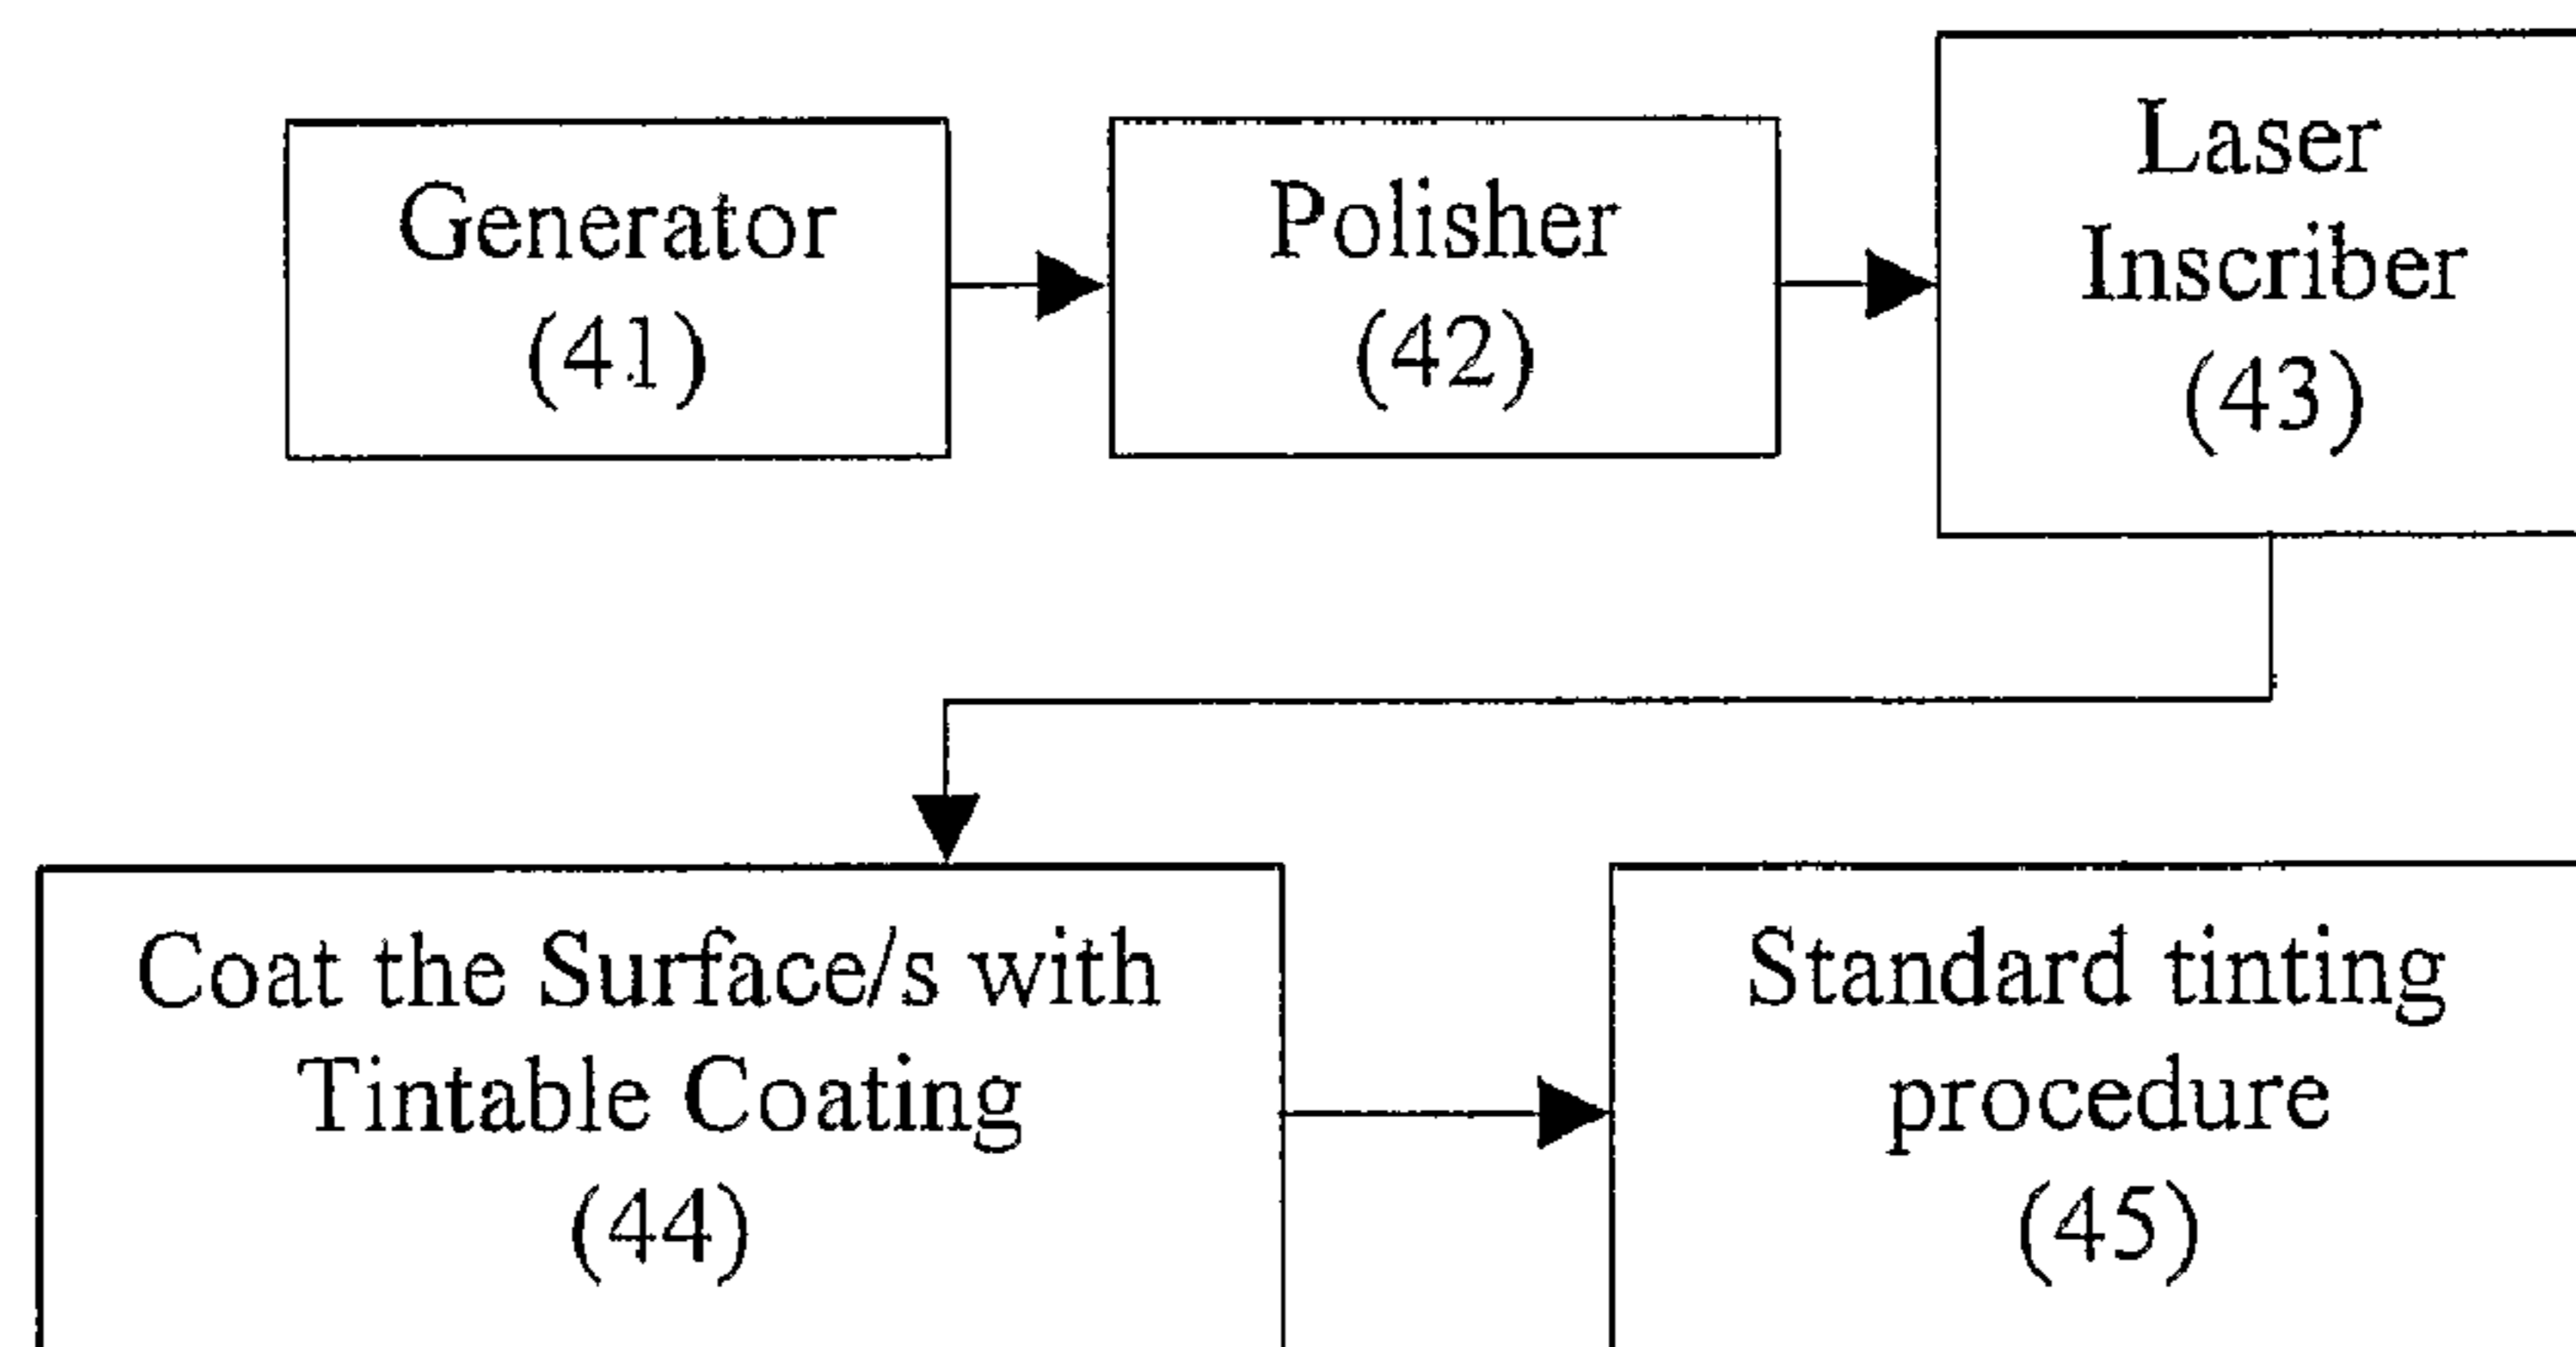 Generator
(41)
Polisher
(42)
Laser
Inscriber
(43)
Coat the Surface/s with
Tintable Coating
(44)
Standard tinting
procedure
(45)